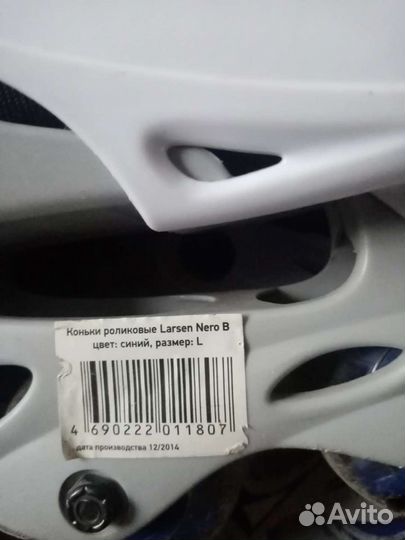 Коньки роликовые Larsen Nero B
цвет: синий, размер: L
4 690222 011807
дата производства 12/2014
Avito